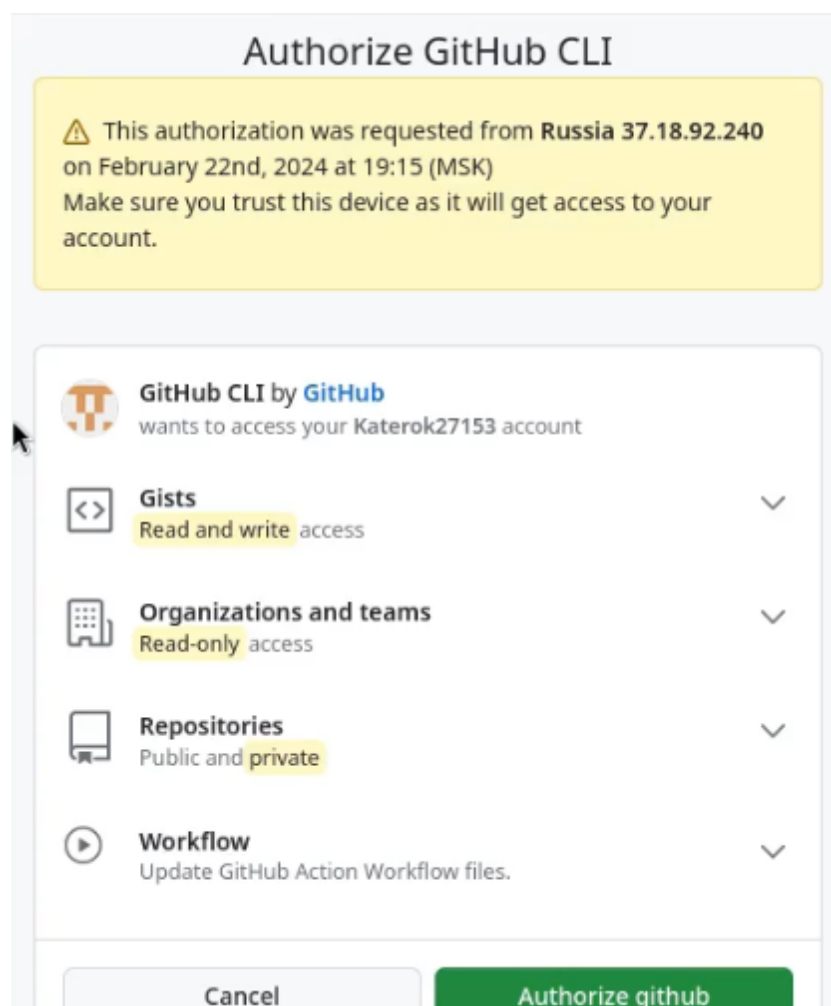 Authorize GitHub CLI
This authorization was requested from Russia 37.18.92.240
on February 22nd, 2024 at 19:15 (MSK)
Make sure you trust this device as it will get access to your
account.
GitHub CLI by GitHub
wants to access your Katerok27153 account
Gists
Read and write access
Organizations and teams
Read-only access
Repositories
Public and private
Workflow
Update GitHub Action Workflow files.
Cancel
Authorize github